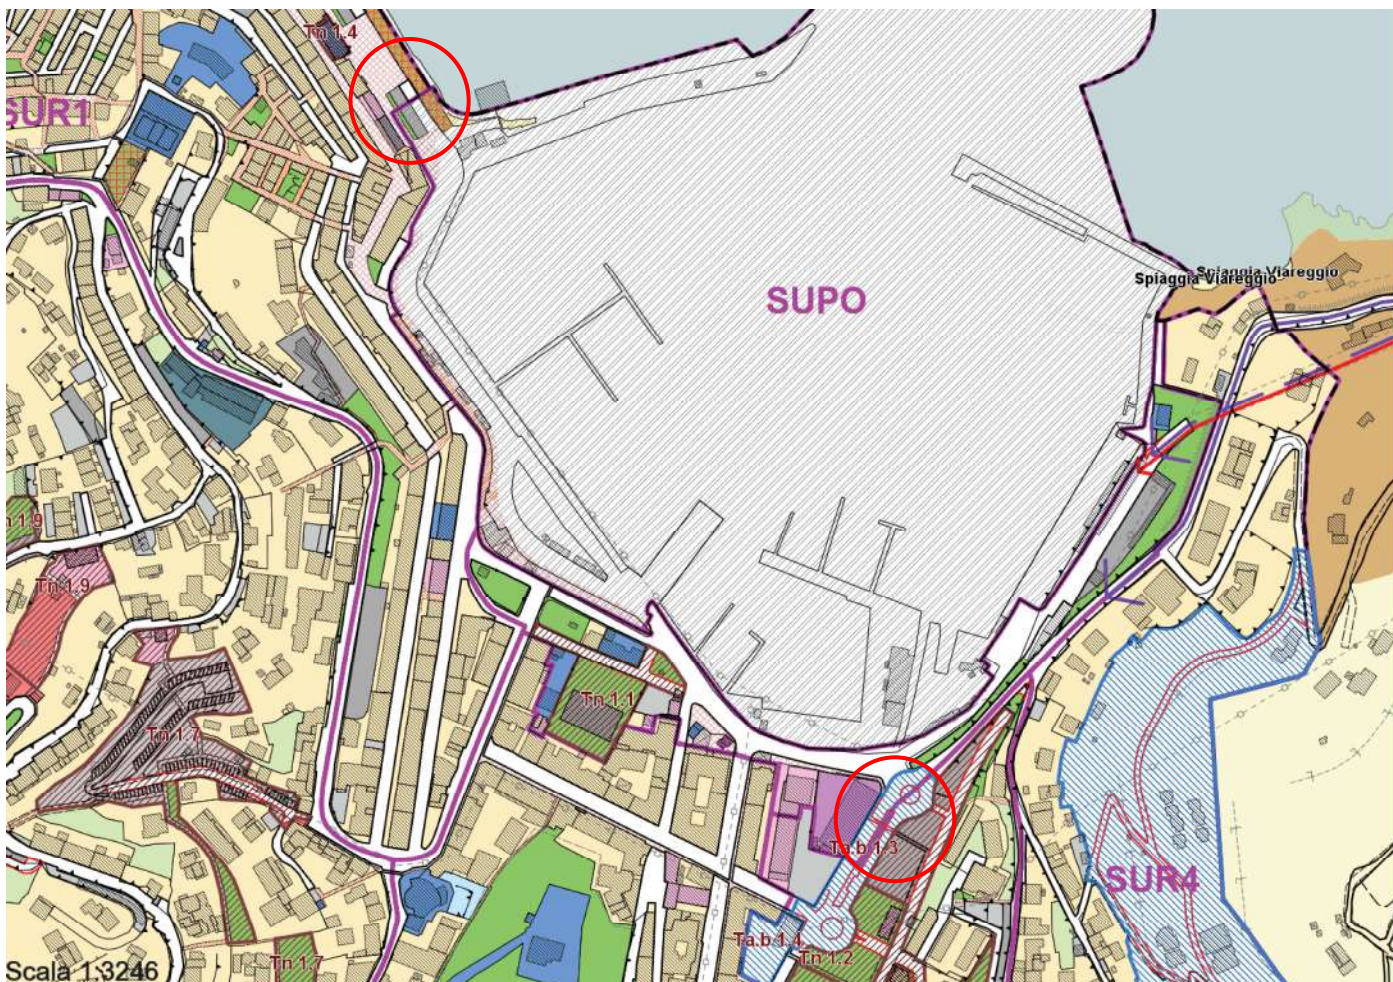 Tn 1.4
SUR1
Spiaggia Viareggio
Spiaggia Viareggio
SUPO
n 1.9
Tn 1.9
Tn 1.1
Tn 1.7
Ta.b 1.3
SUR4
Ta.b 1.4
Tn 1.2
Tn 1.7
Scala 1:3246